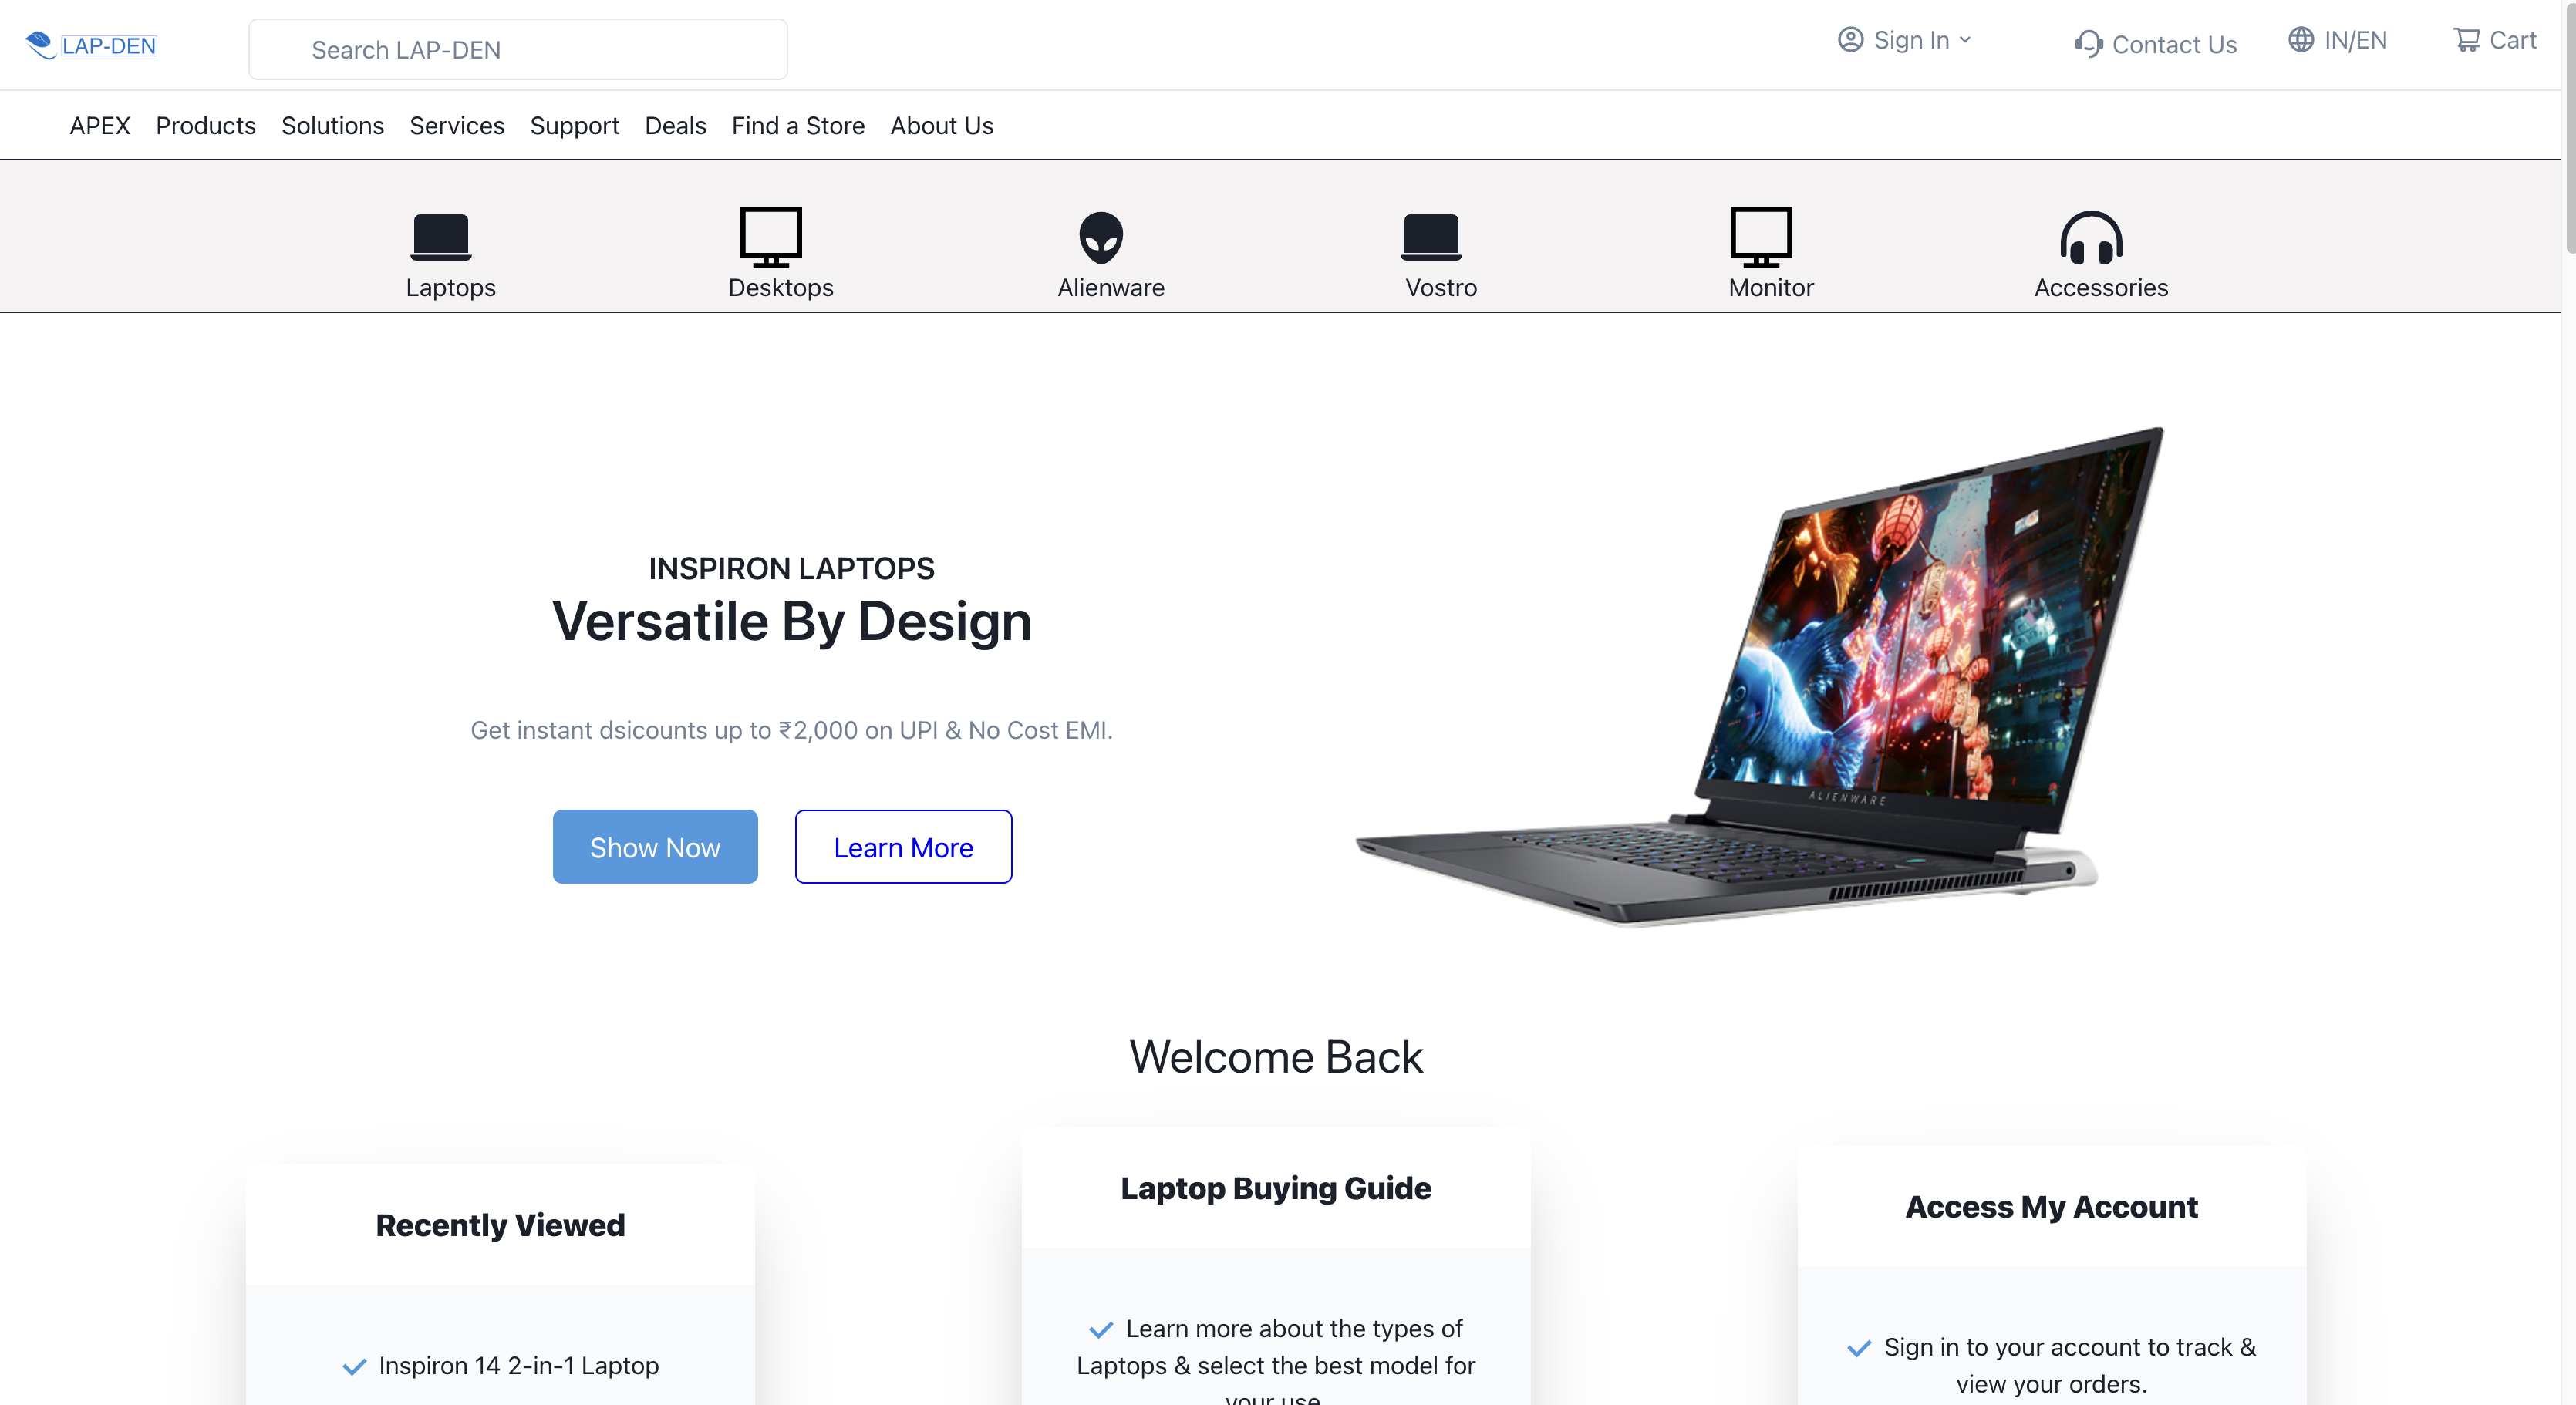 LAP-DEN
Search LAP-DEN
Sign In
Contact Us
IN/EN
Cart
APEX Products Solutions Services Support Deals Find a Store About Us
Laptops
Desktops
Alienware
Vostro
Monitor
Accessories
INSPIRON LAPTOPS
Versatile By Design
Get instant dsicounts up to ₹2,000 on UPI & No Cost EMI.
Show Now
Learn More
ALIENWARE
Welcome Back
Recently Viewed
Inspiron 14 2-in-1 Laptop
Laptop Buying Guide
Learn more about the types of
Laptops & select the best model for
your use
Access My Account
Sign in to your account to track &
view your orders.